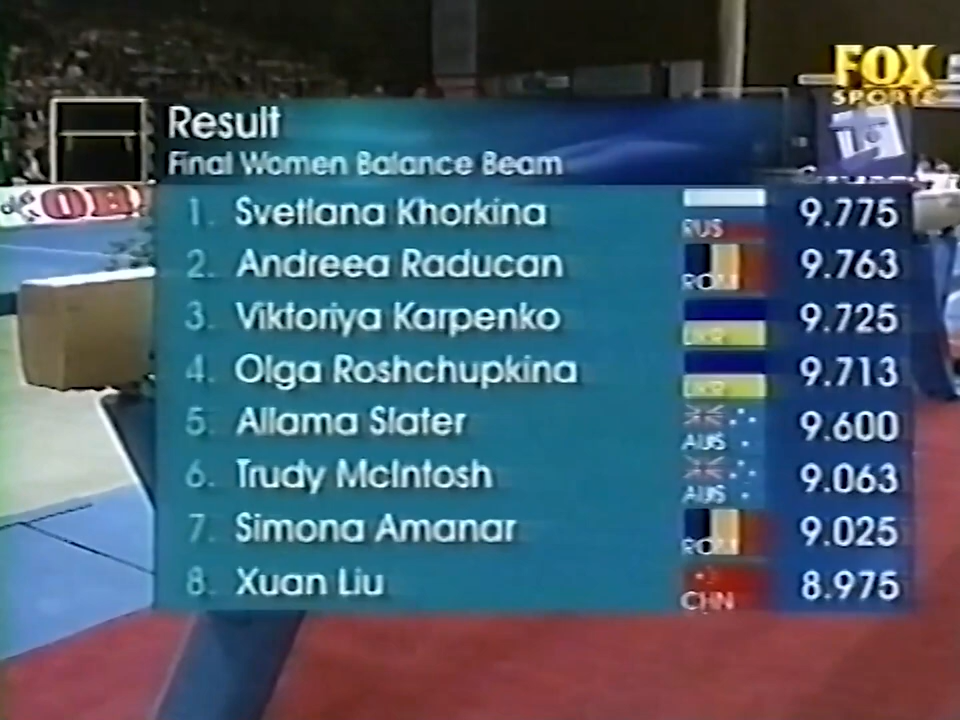 FOX
SPORTS
Result
Final Women Balance Beam
1. Svetlana Khorkina RUS 9.775
2. Andreea Raducan ROM 9.763
3. Viktoriya Karpenko UKR 9.725
4. Olga Roshchupkina UKR 9.713
5. Allama Slater AUS 9.600
6. Trudy McIntosh AUS 9.063
7. Simona Amanar ROM 9.025
8. Xuan Liu CHN 8.975